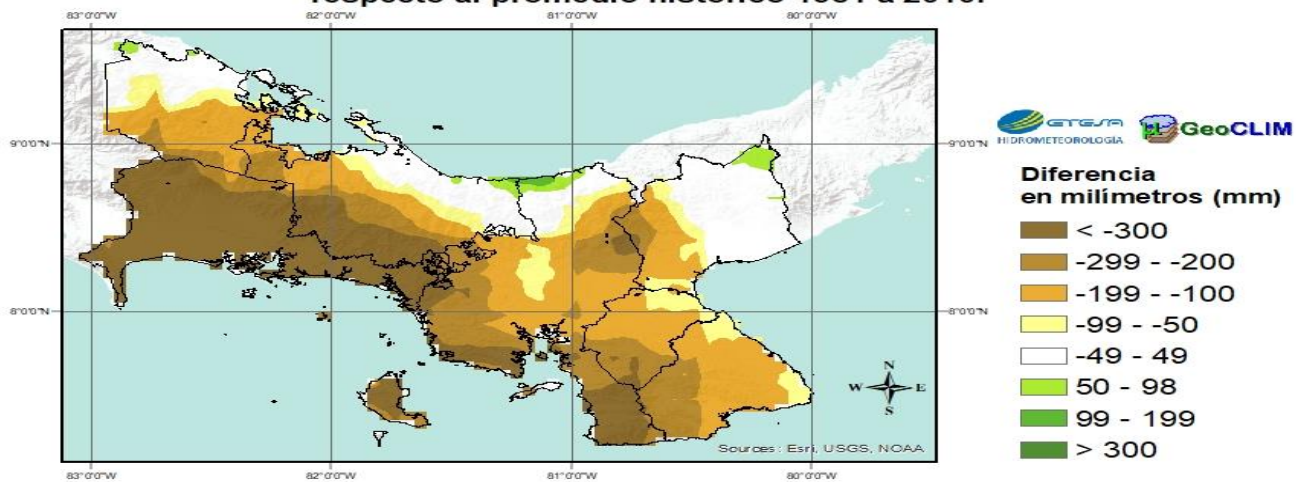 respecto al promedio histórico 1981 a 2010.
83°0'0"W 82°0'0"W 81°0'0"W 80°0'0"W
9°0'0"N 9°0'0"N
8°0'0"N 8°0'0"N
N
W E
S
Sources: Esri, USGS, NOAA
83°0'0"W 82°0'0"W 81°0'0"W 80°0'0"W
ETESA
HIDROMETEOROLOGÍA
GeoCLIM
Diferencia
en milímetros (mm)
< -300
-299 - -200
-199 - -100
-99 - -50
-49 - 49
50 - 98
99 - 199
> 300